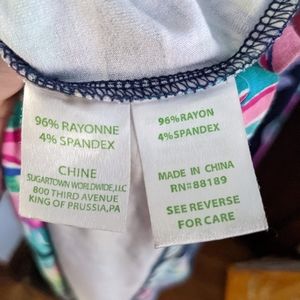 96% RAYONNE
4% SPANDEX
CHINE
SUGARTOWN WORLDWIDE, LLC
800 THIRD AVENUE
KING OF PRUSSIA, PA
96% RAYON
4% SPANDEX
MADE IN CHINA
RN#88189
SEE REVERSE
FOR CARE